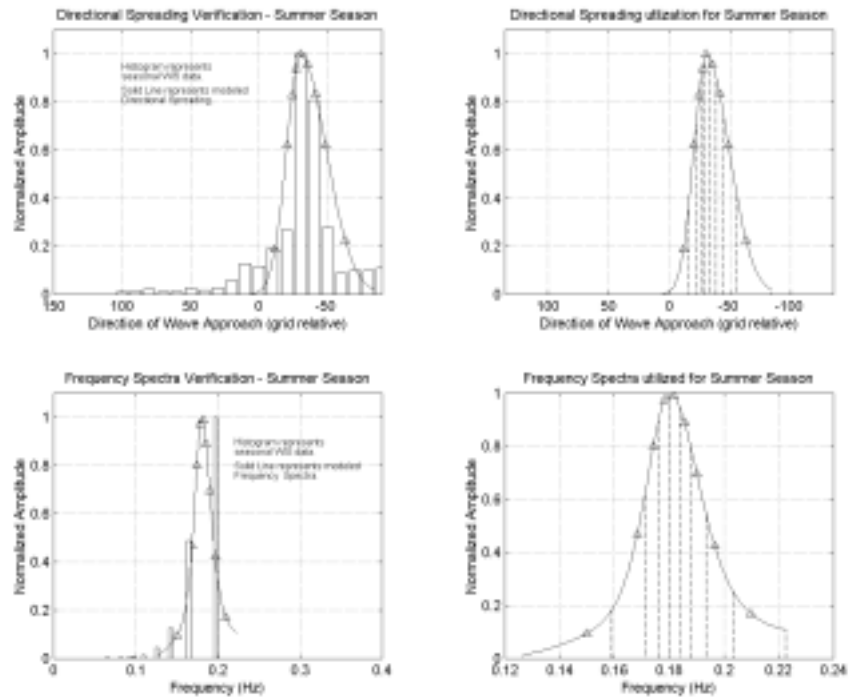 Directional Spreading Verification - Summer Season
Normalized Amplitude
1
0.8
0.6
0.4
0.2
0
Histogram represents
seasonal WIS data.
Solid Line represents modeled
Directional Spreading.
150
100
50
0
-50
Direction of Wave Approach (grid relative)
Directional Spreading utlization for Summer Season
Normalized Amplitude
1
0.8
0.6
0.4
0.2
0
100
50
0
-50
-100
Direction of Wave Approach (grid relative)
Frequency Spectra Verification - Summer Season
Normalized Amplitude
1
0.8
0.6
0.4
0.2
0
Histogram represents
seasonal WIS data.
Solid Line represents modeled
Frequency Spectra
0
0.1
0.2
0.3
0.4
Frequency (Hz)
Frequency Spectra utilized for Summer Season
Normalized Amplitude
1
0.8
0.6
0.4
0.2
0
0.12
0.14
0.16
0.18
0.2
0.22
0.24
Frequency (Hz)